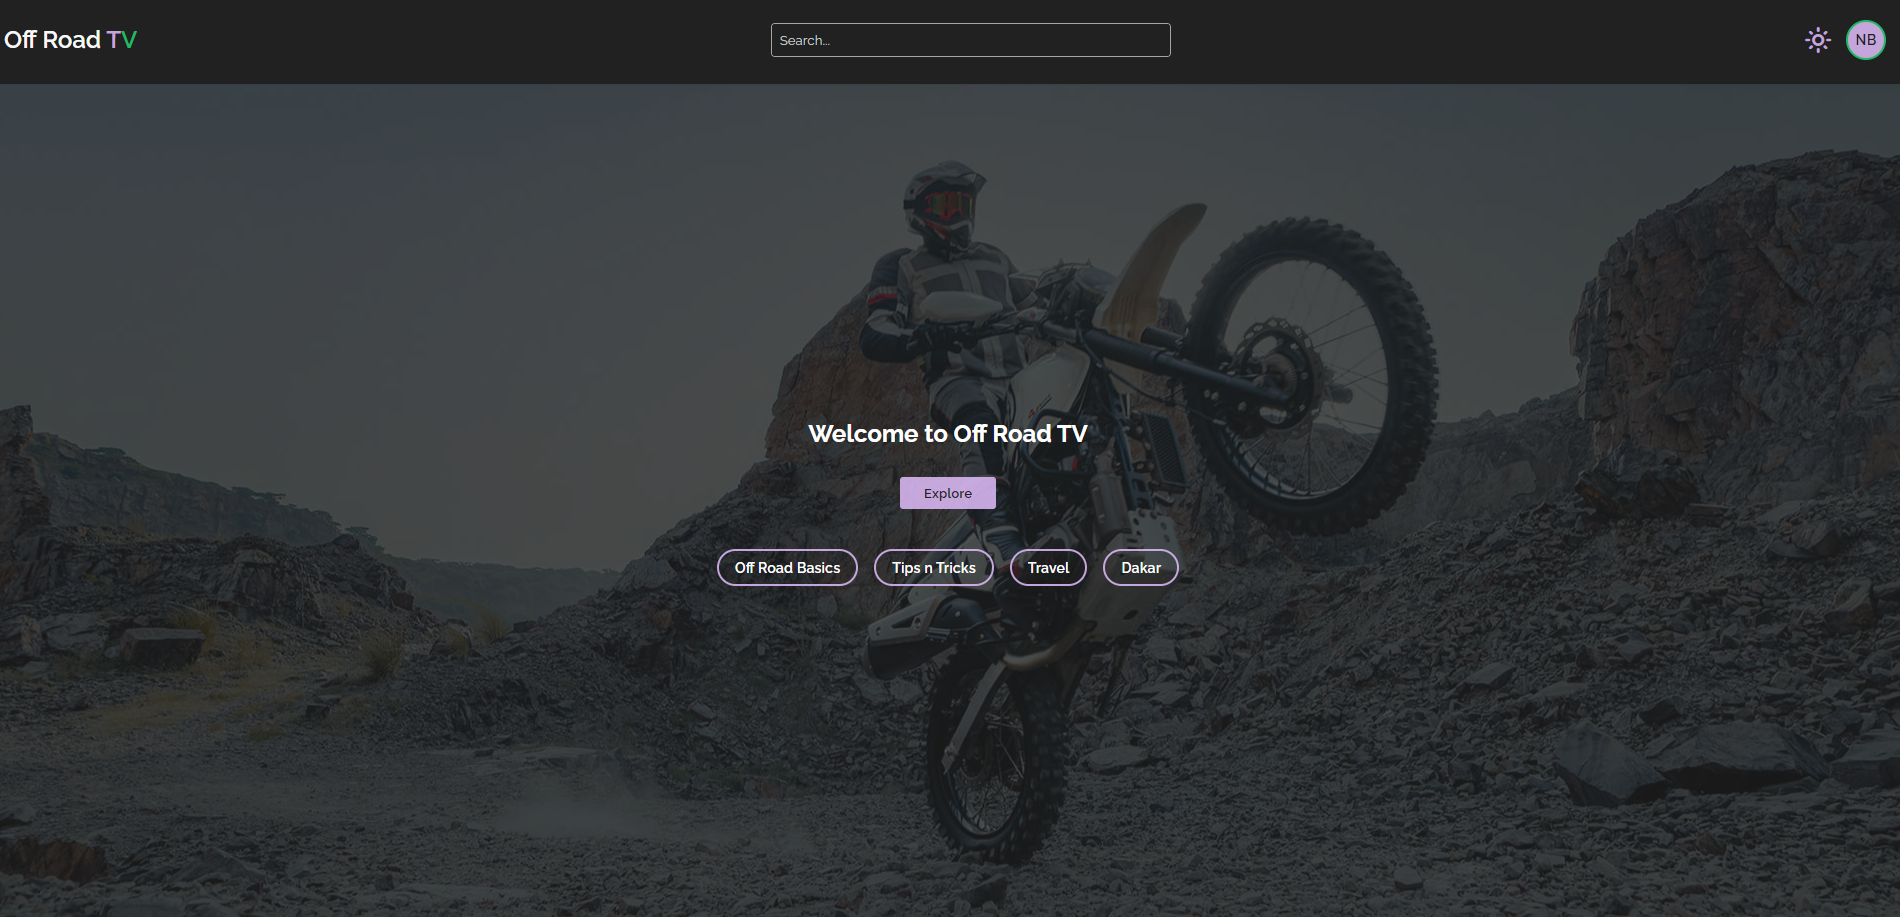 Off Road TV
Search...
NB
Welcome to Off Road TV
Explore
Off Road Basics
Tips n Tricks
Travel
Dakar